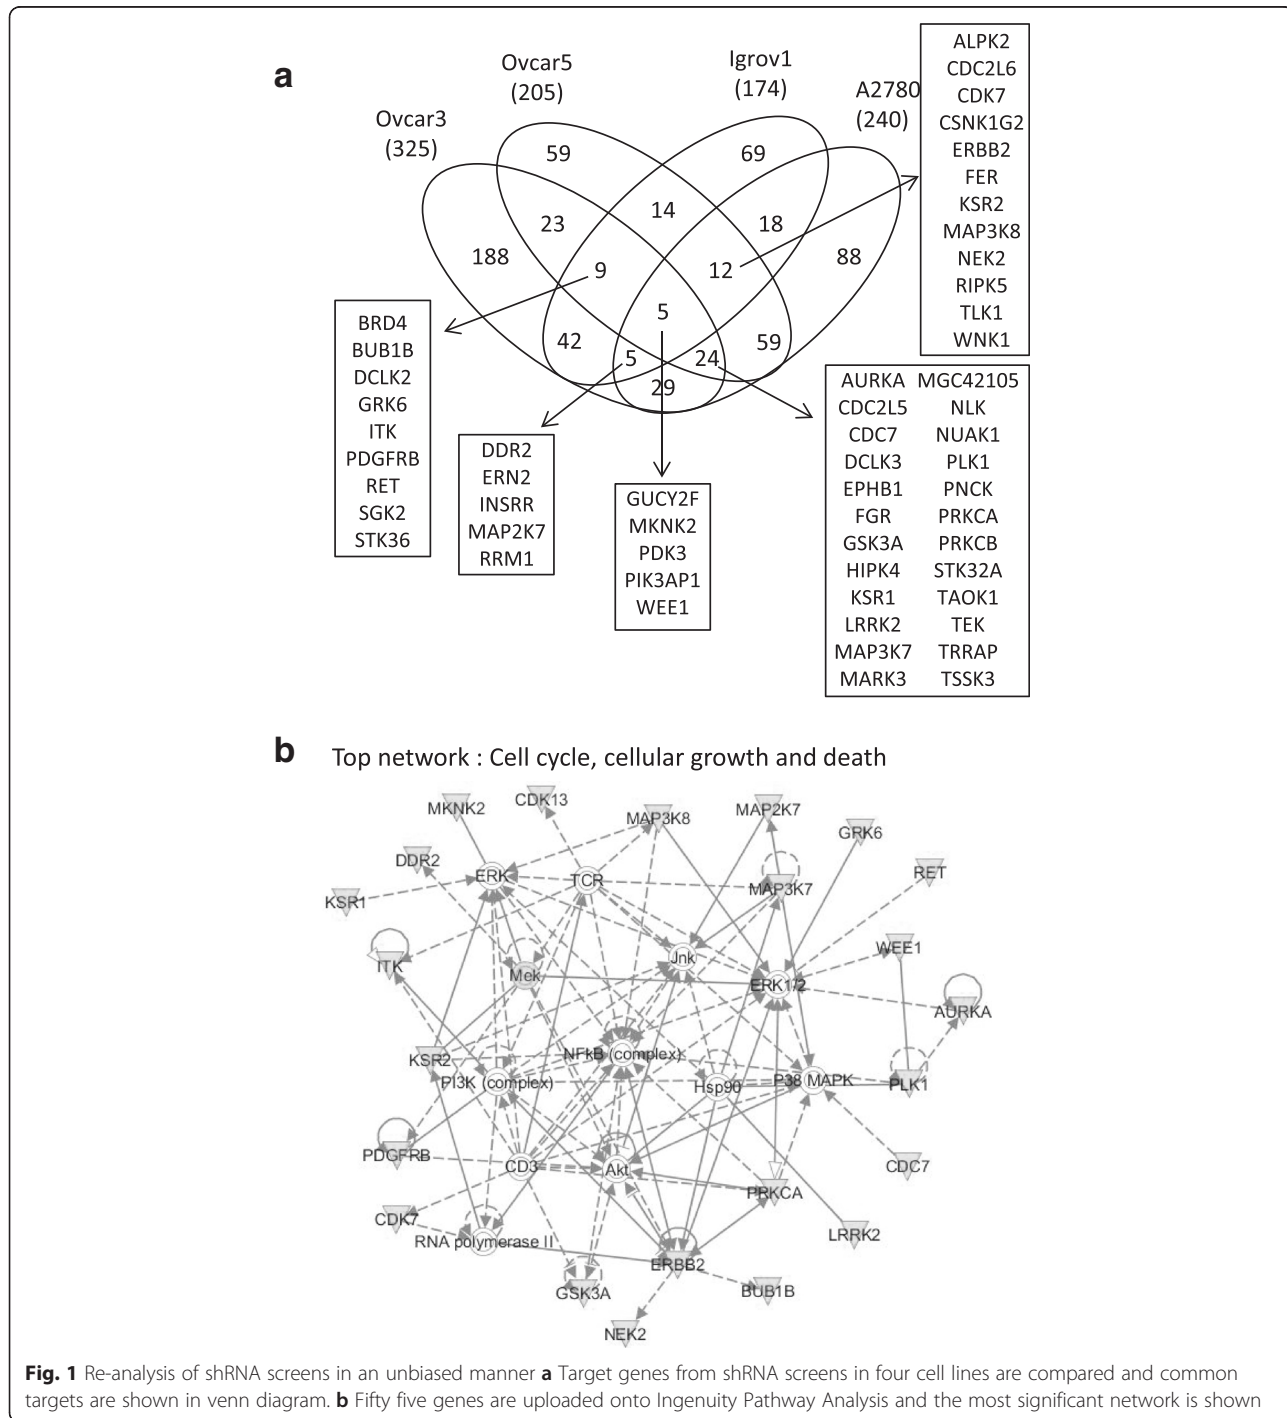 a
Ovcar3
(325)
Ovcar5
(205)
Igrov1
(174)
A2780
(240)
59
69
23
14
18
188
9
12
88
5
42
5
24
59
29
ALPK2
CDC2L6
CDK7
CSNK1G2
ERBB2
FER
KSR2
MAP3K8
NEK2
RIPK5
TLK1
WNK1
BRD4
BUB1B
DCLK2
GRK6
ITK
PDGFRB
RET
SGK2
STK36
DDR2
ERN2
INSRR
MAP2K7
RRM1
GUCY2F
MKNK2
PDK3
PIK3AP1
WEE1
AURKA MGC42105
CDC2L5 NLK
CDC7 NUAK1
DCLK3 PLK1
EPHB1 PNCK
FGR PRKCA
GSK3A PRKCB
HIPK4 STK32A
KSR1 TAOK1
LRRK2 TEK
MAP3K7 TRRAP
MARK3 TSSK3
b
Top network : Cell cycle, cellular growth and death
MKNK2
CDK13
MAP3K8
MAP2K7
GRK6
DDR2
ERK
TCR
MAP3K7
RET
KSR1
WEE1
ITK
Mek
Jnk
ERK1/2
AURKA
KSR2
NFkB (complex)
PI3K (complex)
Hsp90
P38 MAPK
PLK1
PDGFRB
CD3
Akt
PRKCA
CDC7
CDK7
RNA polymerase II
LRRK2
ERBB2
GSK3A
BUB1B
NEK2
Fig. 1 Re-analysis of shRNA screens in an unbiased manner a Target genes from shRNA screens in four cell lines are compared and common
targets are shown in venn diagram. b Fifty five genes are uploaded onto Ingenuity Pathway Analysis and the most significant network is shown